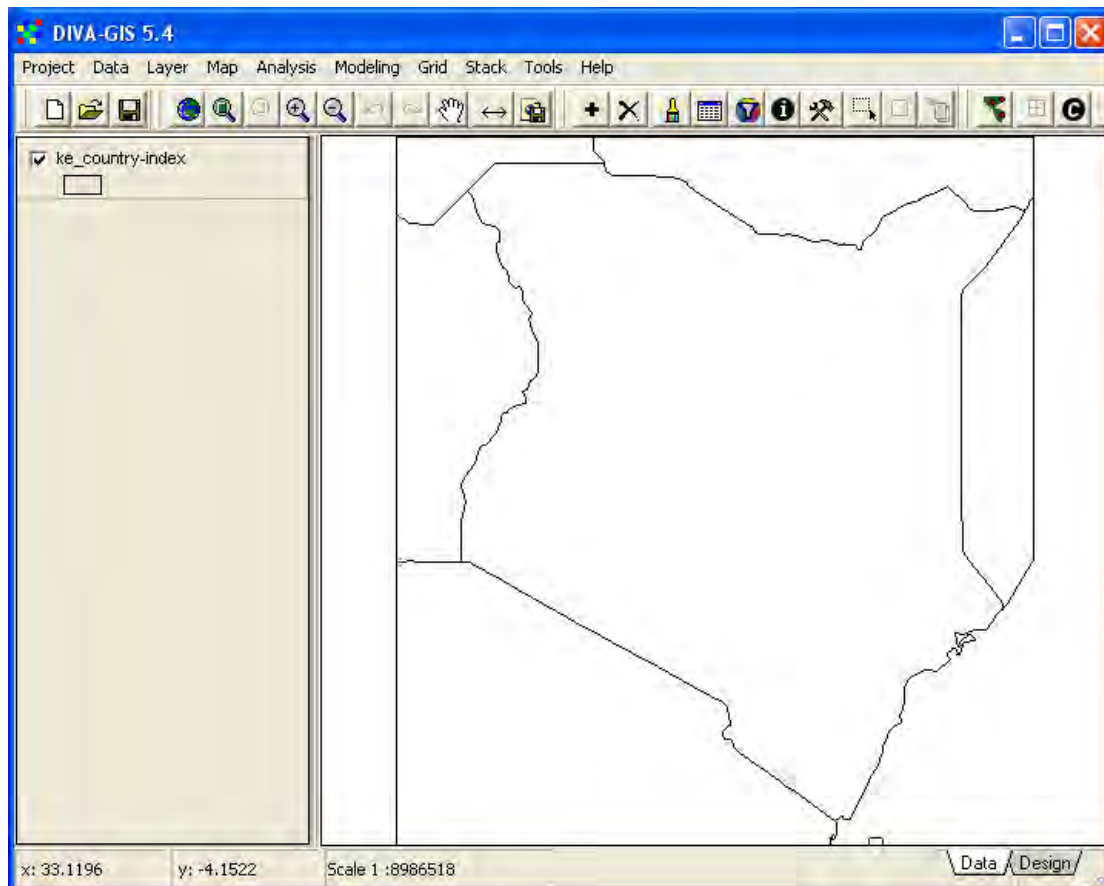 DIVA-GIS 5.4
Project Data Layer Map Analysis Modeling Grid Stack Tools Help
ke_country-index
x: 33.1196 y: -4.1522 Scale 1 :8986518 Data Design